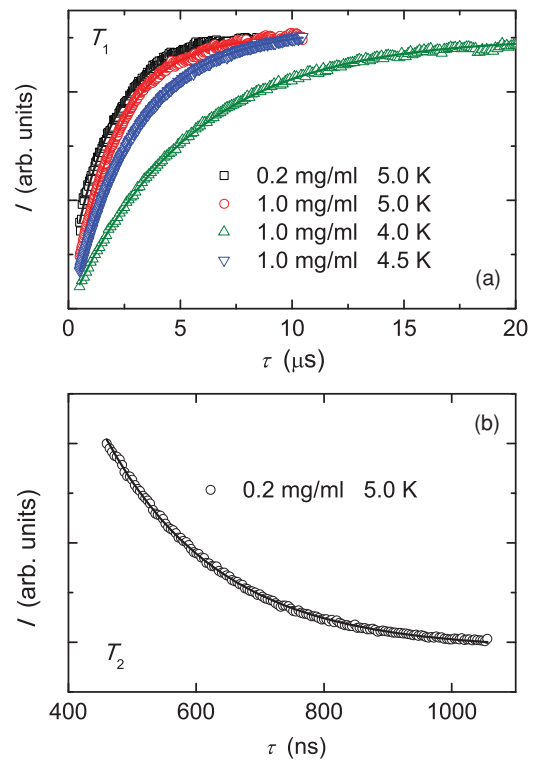 T1
I (arb. units)
0.2 mg/ml 5.0 K
1.0 mg/ml 5.0 K
1.0 mg/ml 4.0 K
1.0 mg/ml 4.5 K
(a)
0 5 10 15 20
τ (μs)
(b)
I (arb. units)
0.2 mg/ml 5.0 K
T2
400 600 800 1000
τ (ns)